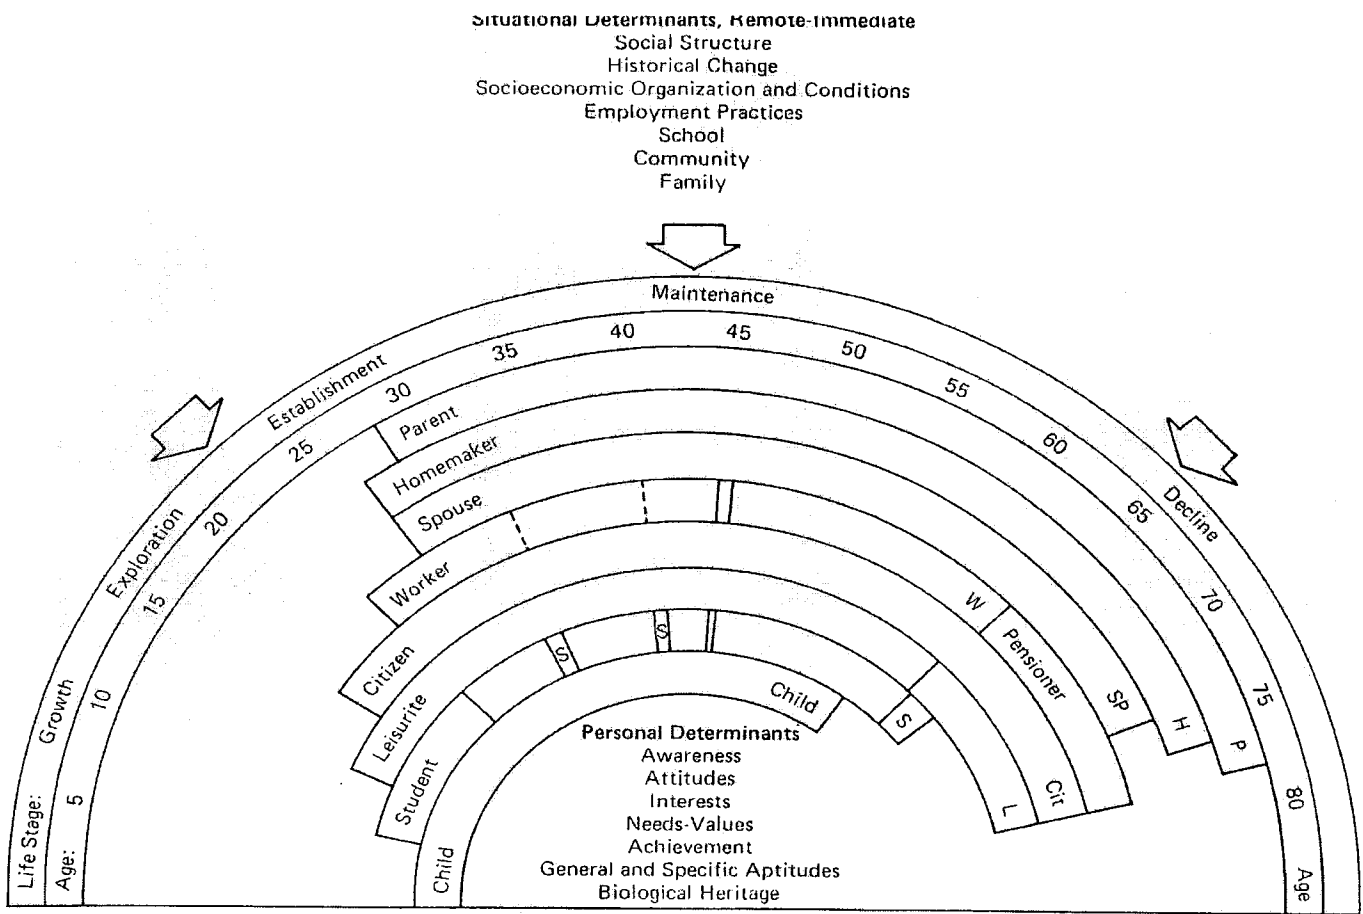 Situational Determinants, Remote-Immediate
Social Structure
Historical Change
Socioeconomic Organization and Conditions
Employment Practices
School
Community
Family
Life Stage:
Growth
Exploration
Establishment
Maintenance
Decline
Age:
5
10
15
20
25
30
35
40
45
50
55
60
65
70
75
80
Age
Parent
P
Homemaker
H
Spouse
SP
Worker
W
Pensioner
Citizen
Cit
Leisurite
L
Student
S
S
S
Child
Child
Personal Determinants
Awareness
Attitudes
Interests
Needs-Values
Achievement
General and Specific Aptitudes
Biological Heritage